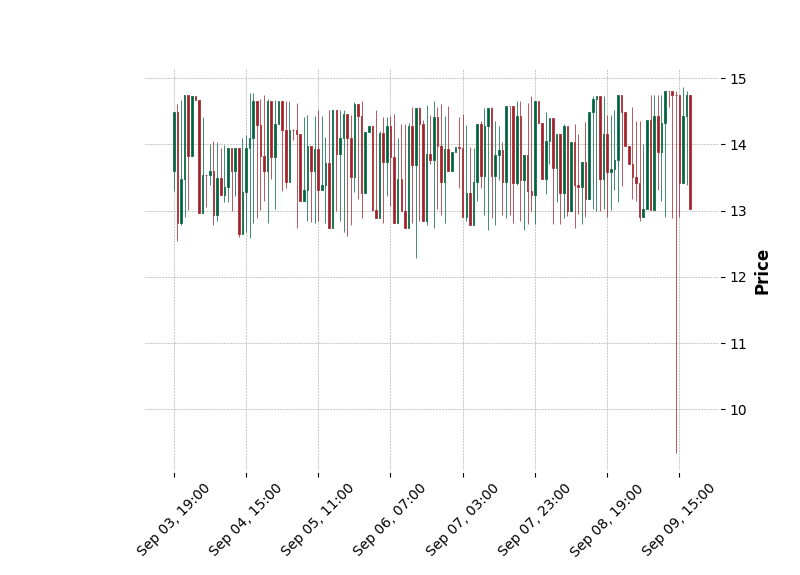 15
14
13
12
11
10
Price
Sep 03, 19:00
Sep 04, 15:00
Sep 05, 11:00
Sep 06, 07:00
Sep 07, 03:00
Sep 07, 23:00
Sep 08, 19:00
Sep 09, 15:00